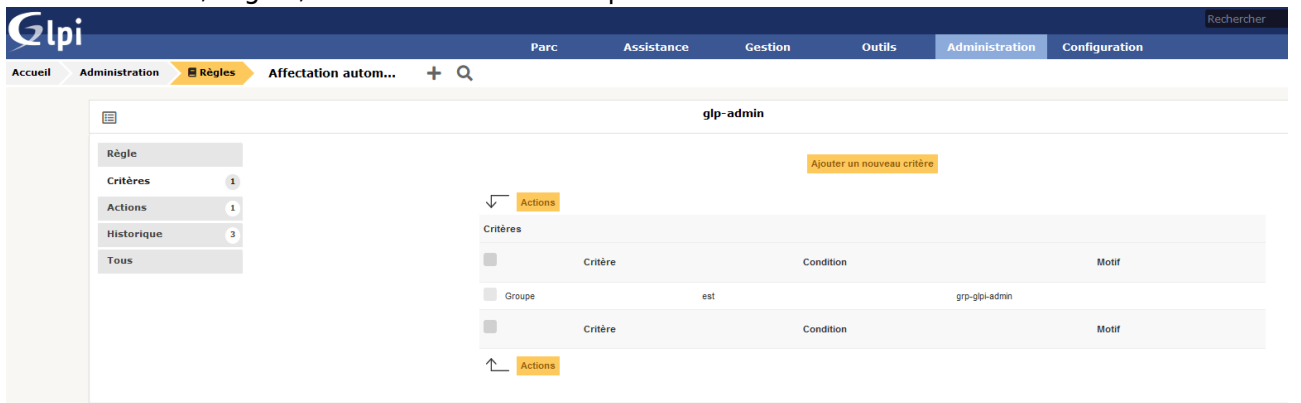 Glpi
Rechercher
Parc Assistance Gestion Outils Administration Configuration
Accueil Administration Règles Affectation autom...
glp-admin
Règle
Ajouter un nouveau critère
Critères 1
Actions 1
Actions
Historique 3
Critères
Tous
Critère Condition Motif
Groupe est grp-glpi-admin
Critère Condition Motif
Actions